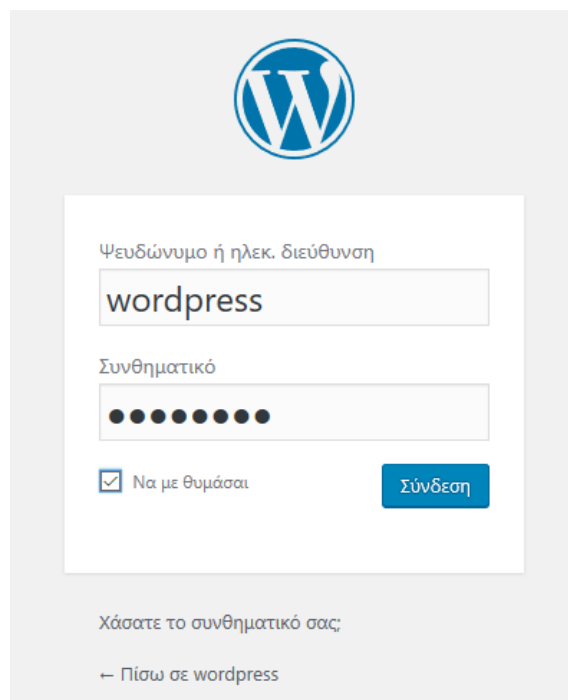 Ψευδώνυμο ή ηλεκ. διεύθυνση
wordpress
Συνθηματικό
●●●●●●●●
Να με θυμάσαι
Σύνδεση
Χάσατε το συνθηματικό σας;
← Πίσω σε wordpress